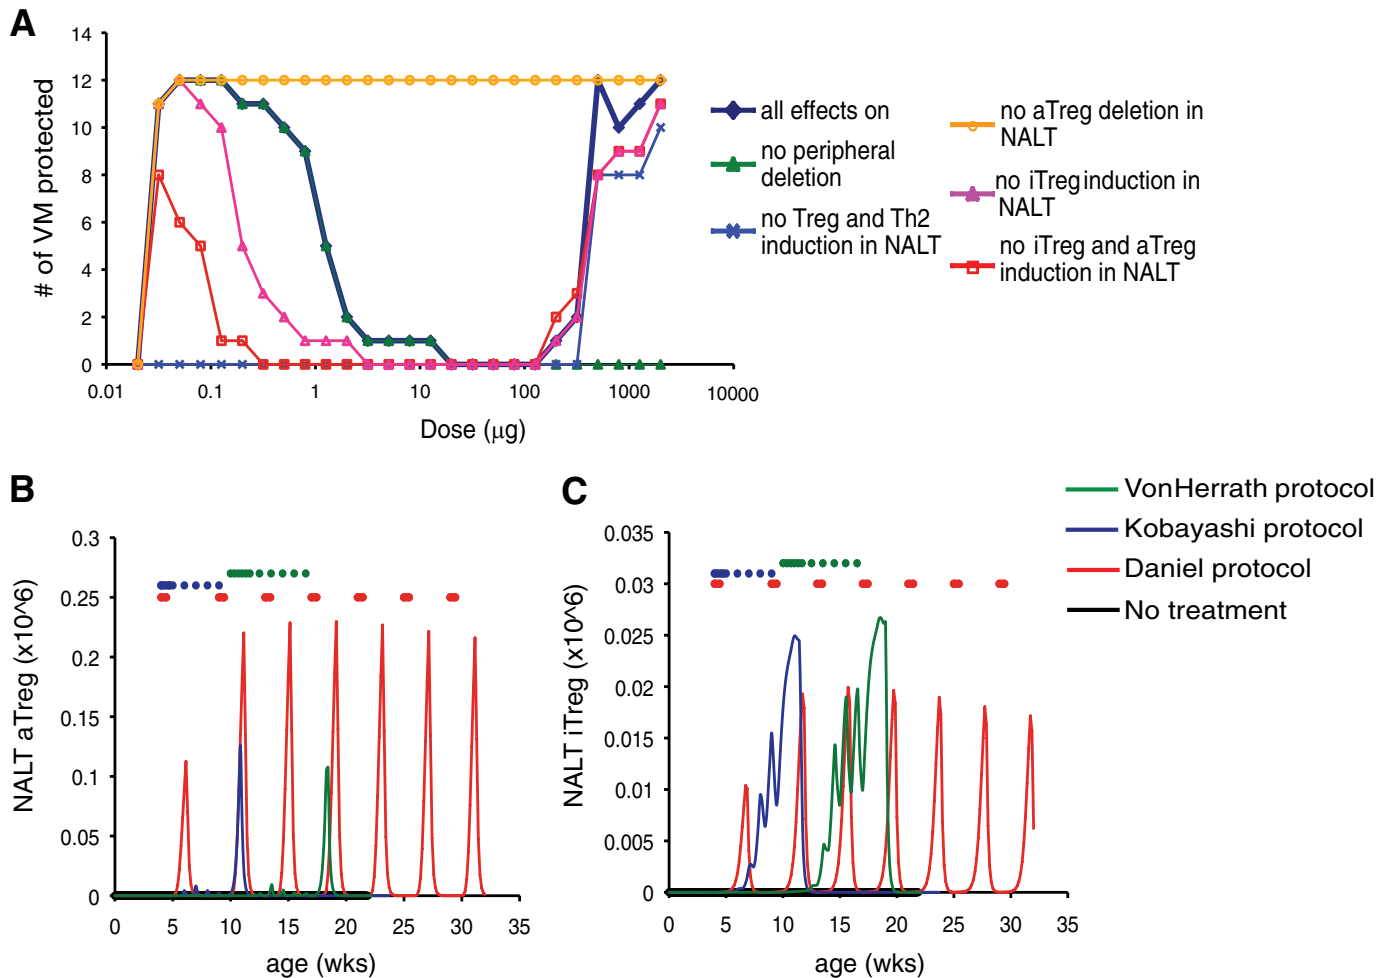 A
# of VM protected
14
12
10
8
6
4
2
0
0.01
0.1
1
10
100
1000
10000
Dose (μg)
all effects on
no peripheral
deletion
no Treg and Th2
induction in NALT
no aTreg deletion in
NALT
no iTreg induction in
NALT
no iTreg and aTreg
induction in NALT
B
NALT aTreg (x10^6)
0.3
0.25
0.2
0.15
0.1
0.05
0
0
5
10
15
20
25
30
35
age (wks)
C
NALT iTreg (x10^6)
0.035
0.03
0.025
0.02
0.015
0.01
0.005
0
0
5
10
15
20
25
30
35
age (wks)
VonHerrath protocol
Kobayashi protocol
Daniel protocol
No treatment